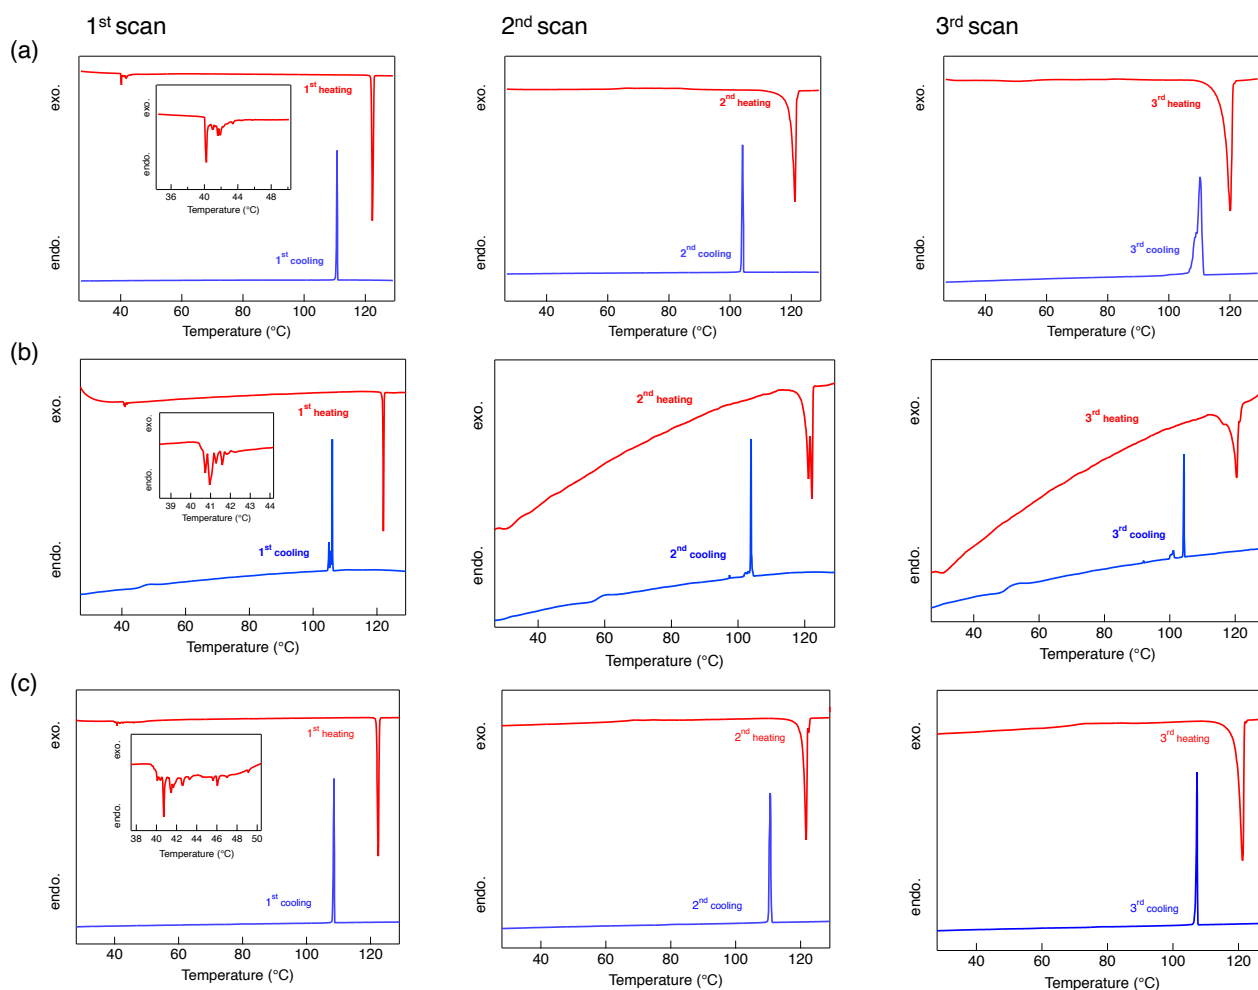 1st scan 2nd scan 3rd scan
(a)
exo.
endo.
1st heating
1st cooling
exo.
endo.
36 40 44 48
Temperature (°C)
40 60 80 100 120
Temperature (°C)
exo.
endo.
2nd heating
2nd cooling
40 60 80 100 120
Temperature (°C)
exo.
endo.
3rd heating
3rd cooling
40 60 80 100 120
Temperature (°C)
(b)
exo.
endo.
1st heating
1st cooling
exo.
endo.
39 40 41 42 43 44
Temperature (°C)
40 60 80 100 120
Temperature (°C)
exo.
endo.
2nd heating
2nd cooling
40 60 80 100 120
Temperature (°C)
exo.
endo.
3rd heating
3rd cooling
40 60 80 100 120
Temperature (°C)
(c)
exo.
endo.
1st heating
1st cooling
exo.
endo.
38 40 42 44 46 48 50
Temperature (°C)
40 60 80 100 120
Temperature (°C)
exo.
endo.
2nd heating
2nd cooling
40 60 80 100 120
Temperature (°C)
exo.
endo.
3rd heating
3rd cooling
40 60 80 100 120
Temperature (°C)